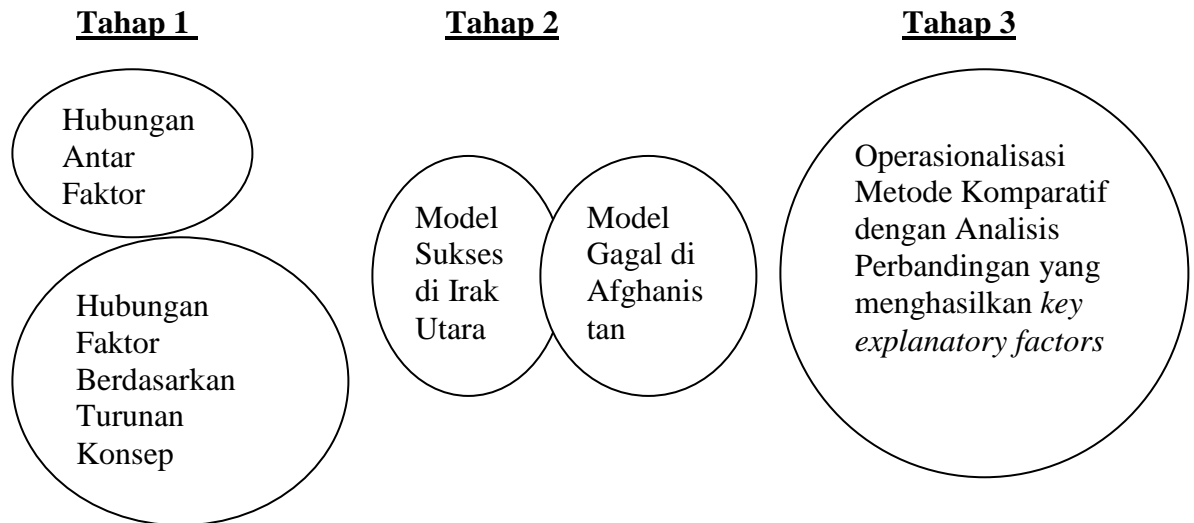 Tahap 1
Tahap 2
Tahap 3
Hubungan
Antar
Faktor
Hubungan
Faktor
Berdasarkan
Turunan
Konsep
Model
Sukses
di Irak
Utara
Model
Gagal di
Afghanis
tan
Operasionalisasi
Metode Komparatif
dengan Analisis
Perbandingan yang
menghasilkan key
explanatory factors